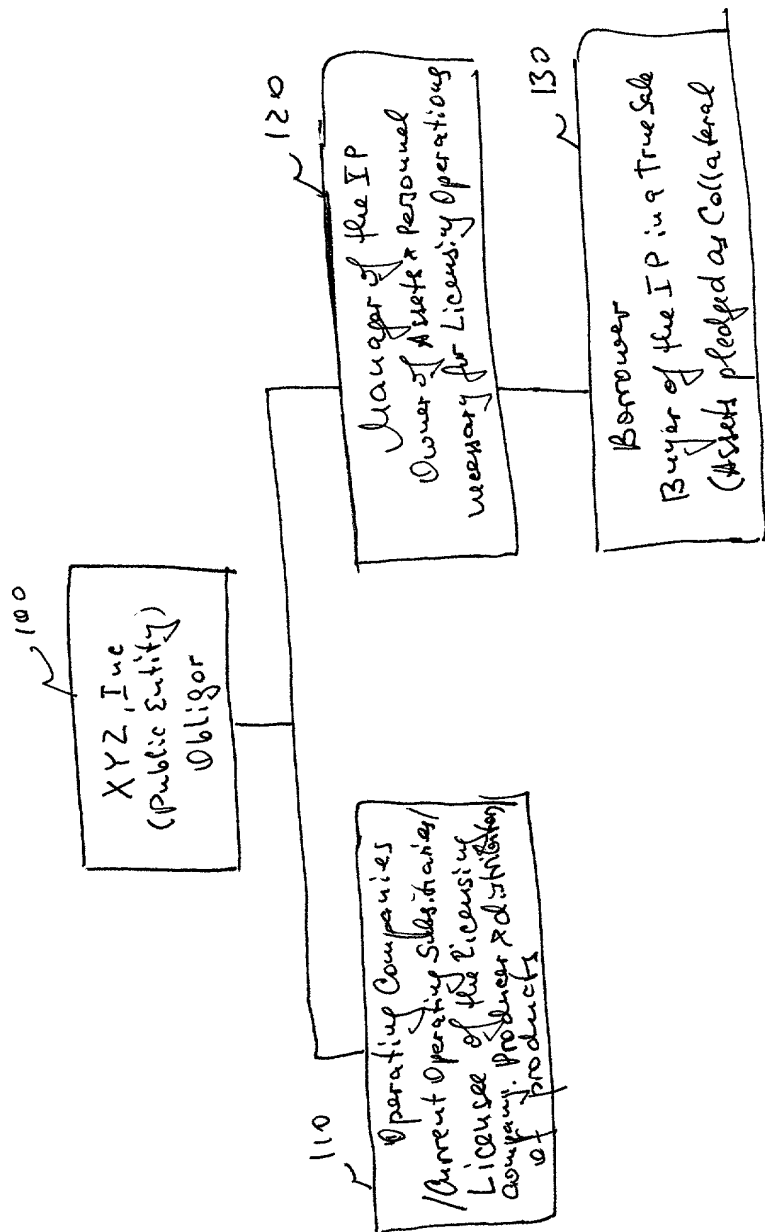 100
XYZ, Inc
(Public Entity)
Obligor
110
Operating Companies
/Current Operating Subsidiaries/
Licensee of the Licensing
company. Producer & distributor
of products
120
Manager of the IP
Owner of Assets & Personnel
necessary for Licensing Operations
130
Borrower
Buyer of the IP in a True Sale
(Assets pledged as Collateral